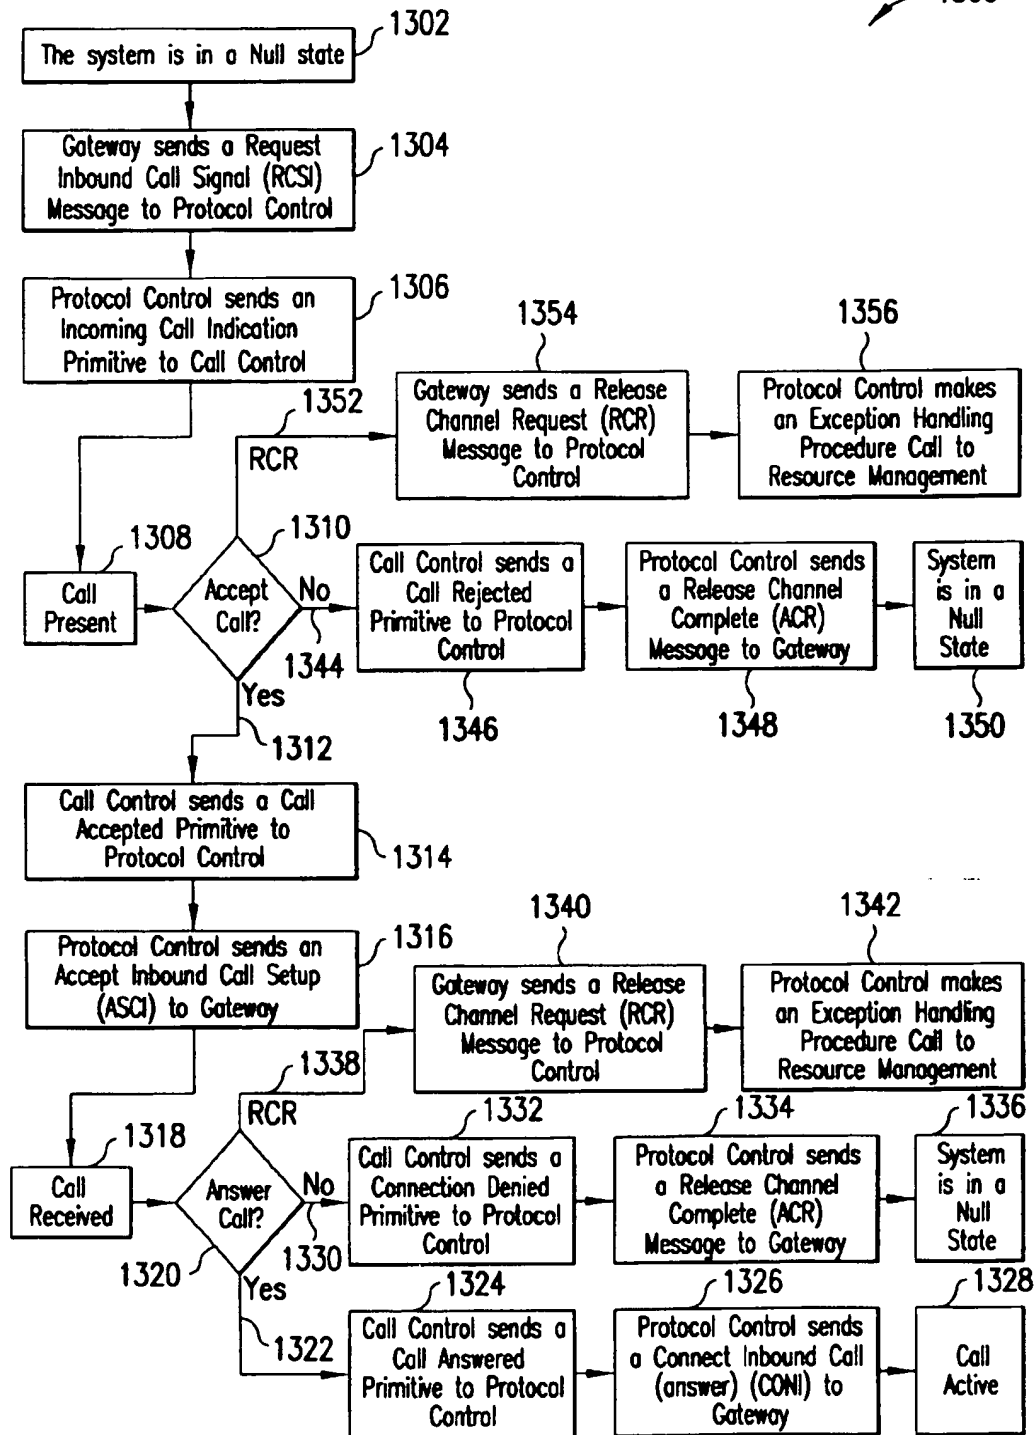 1302
The system is in a Null state
Gateway sends a Request
Inbound Call Signal (RCSI)
Message to Protocol Control
1304
Protocol Control sends an
Incoming Call Indication
Primitive to Call Control
1306
1352
RCR
1354
Gateway sends a Release
Channel Request (RCR)
Message to Protocol
Control
1356
Protocol Control makes
an Exception Handling
Procedure Call to
Resource Management
1308
Call
Present
1310
Accept
Call?
No
1344
Call Control sends a
Call Rejected
Primitive to Protocol
Control
1346
Protocol Control sends
a Release Channel
Complete (ACR)
Message to Gateway
1348
System
is in a
Null
State
1350
Yes
1312
Call Control sends a Call
Accepted Primitive to
Protocol Control
1314
Protocol Control sends an
Accept Inbound Call Setup
(ASCI) to Gateway
1316
1338
RCR
1340
Gateway sends a Release
Channel Request (RCR)
Message to Protocol
Control
1342
Protocol Control makes
an Exception Handling
Procedure Call to
Resource Management
1318
Call
Received
Answer
Call?
1320
No
1330
1332
Call Control sends a
Connection Denied
Primitive to Protocol
Control
1334
Protocol Control sends
a Release Channel
Complete (ACR)
Message to Gateway
1336
System
is in a
Null
State
Yes
1322
1324
Call Control sends a
Call Answered
Primitive to Protocol
Control
1326
Protocol Control sends
a Connect Inbound Call
(answer) (CONI) to
Gateway
1328
Call
Active